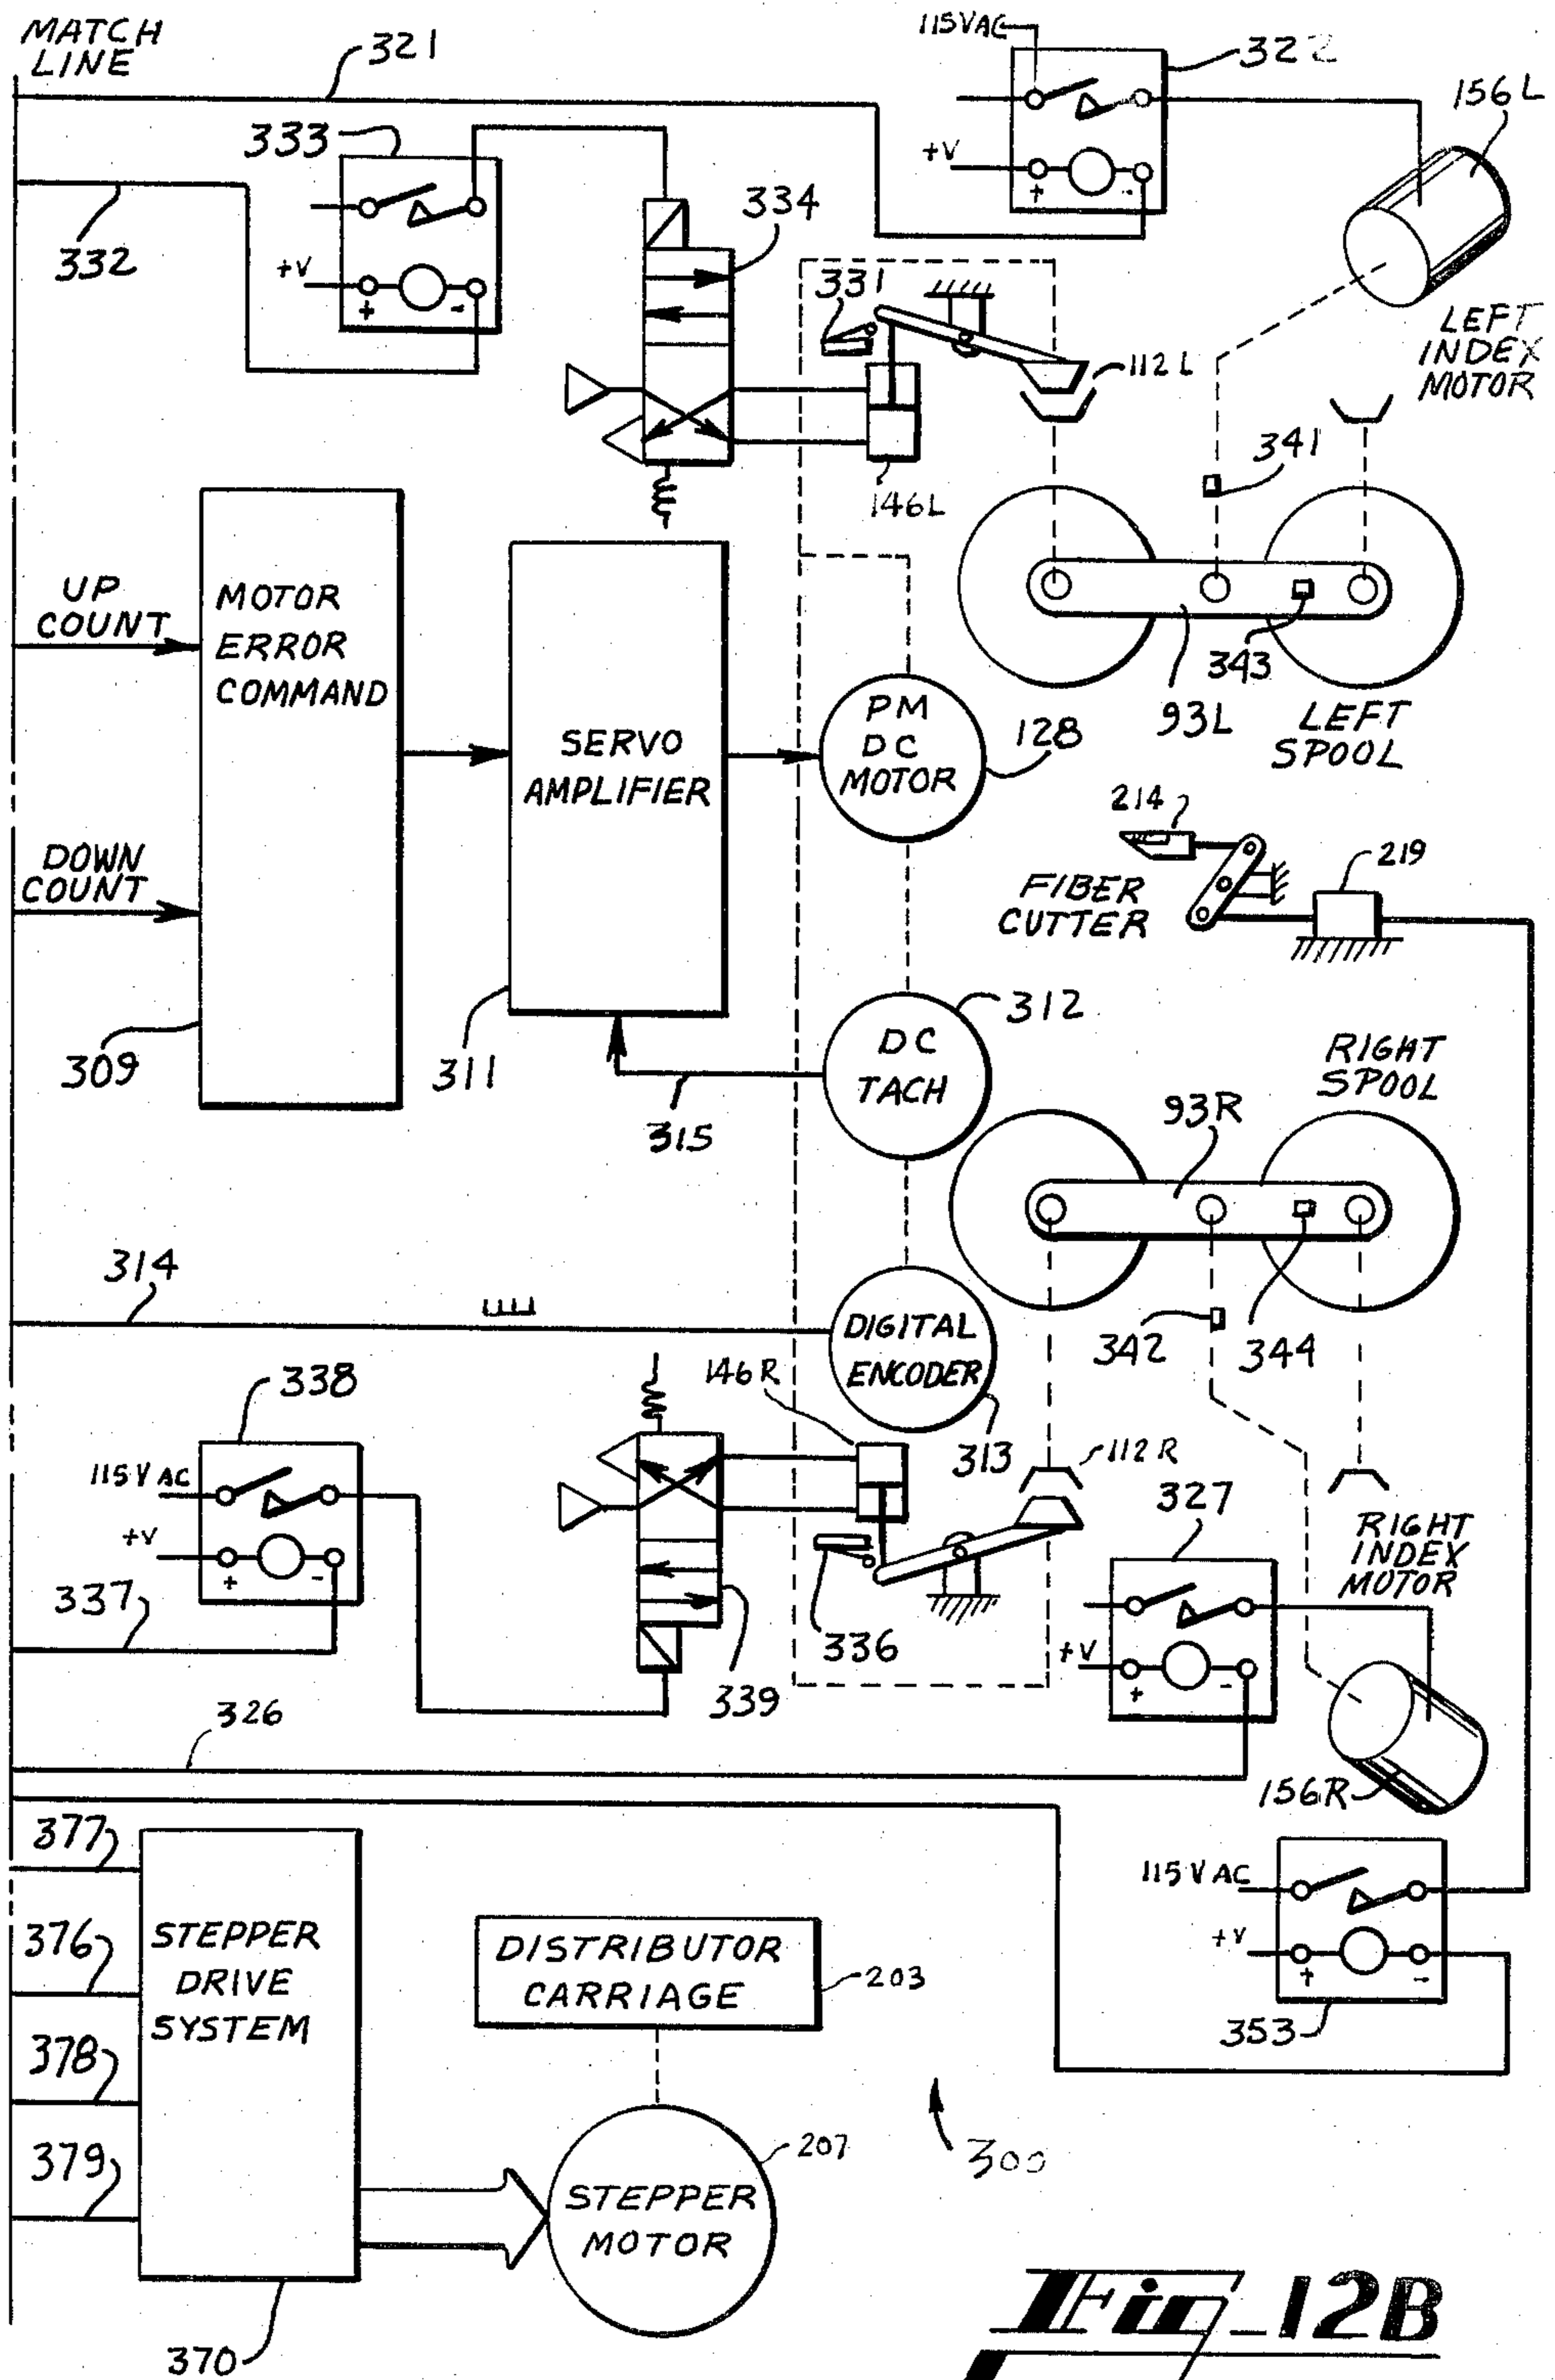 MATCH
LINE
321
115VAC
322
156L
333
+V
332
+V
+
-
334
331
+
-
LEFT
INDEX
MOTOR
112L
341
146L
UP
COUNT
MOTOR
ERROR
COMMAND
343
93L
LEFT
SPOOL
PM
DC
MOTOR
128
SERVO
AMPLIFIER
214
219
DOWN
COUNT
FIBER
CUTTER
312
DC
TACH
309
311
315
RIGHT
SPOOL
93R
314
DIGITAL
ENCODER
342
344
146R
338
313
112R
115V AC
327
+V
+
-
RIGHT
INDEX
MOTOR
337
336
+V
+
-
339
326
156R
377
115V AC
376
STEPPER
DRIVE
SYSTEM
DISTRIBUTOR
CARRIAGE
203
+V
+
-
353
378
379
207
300
STEPPER
MOTOR
370
Fig_12B